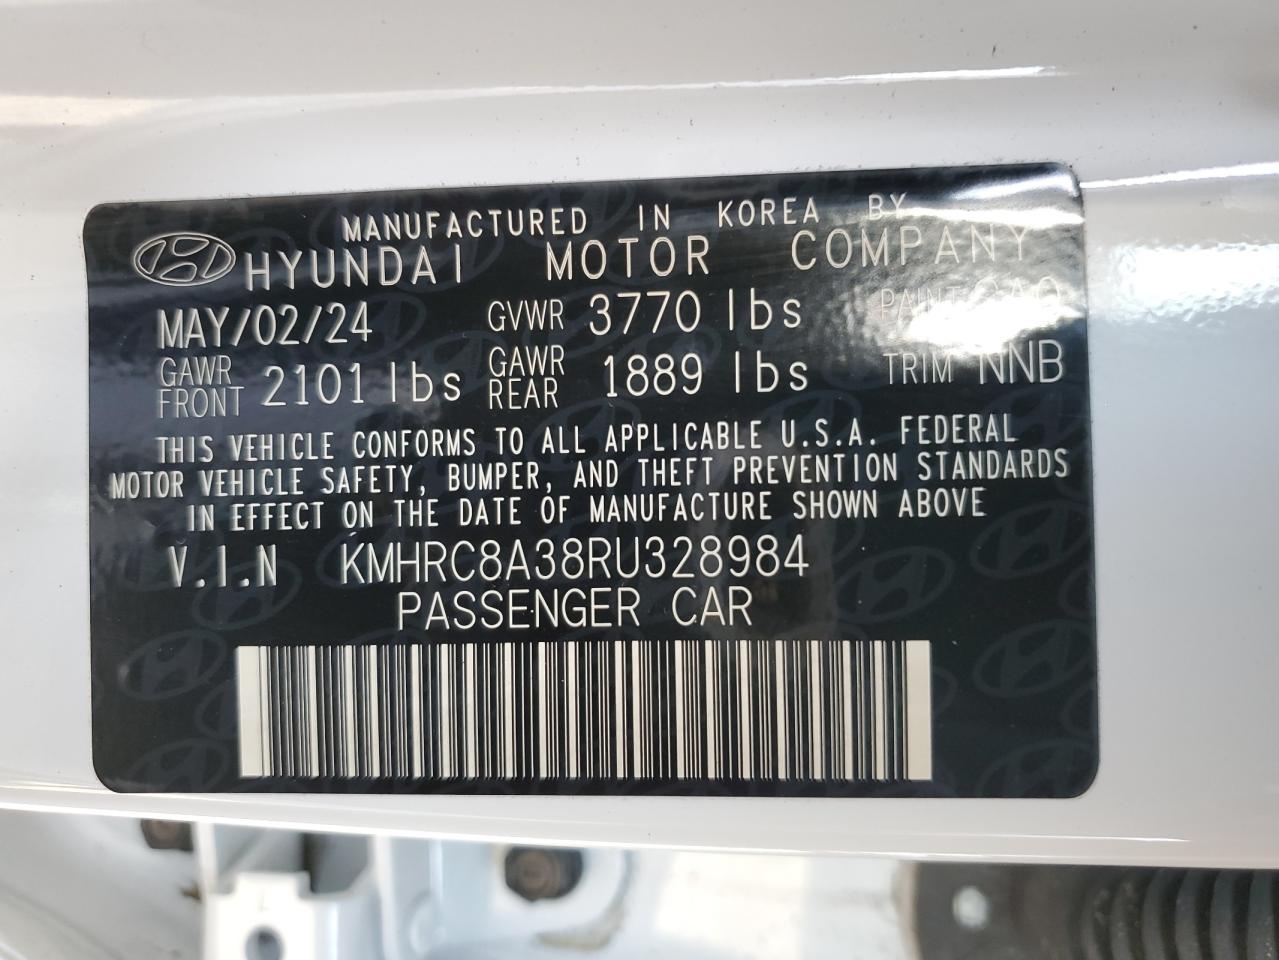 MANUFACTURED IN KOREA BY
HYUNDAI MOTOR COMPANY
MAY/02/24 GVWR 3770 lbs PAINT
GAWR FRONT 2101 lbs GAWR REAR 1889 lbs TRIM NNB
THIS VEHICLE CONFORMS TO ALL APPLICABLE U.S.A. FEDERAL
MOTOR VEHICLE SAFETY, BUMPER, AND THEFT PREVENTION STANDARDS
IN EFFECT ON THE DATE OF MANUFACTURE SHOWN ABOVE
V.I.N KMHRC8A38RU328984
PASSENGER CAR